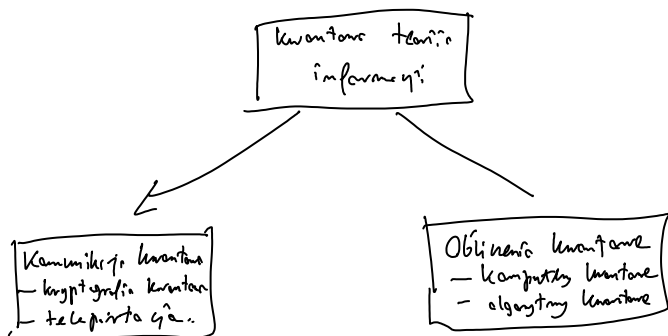 kwantowa teoria
informacji
Komunikacja kwantowa
- kryptografia kwantowa
- teleportacja.
Obliczenia kwantowe
- komputery kwantowe
- algorytmy kwantowe